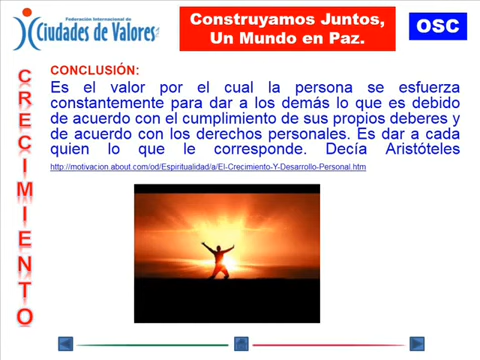 Federación Internacional de
Ciudades de Valores
Construyamos Juntos,
Un Mundo en Paz.
OSC
CRECIMIENTO
CONCLUSIÓN:
Es el valor por el cual la persona se esfuerza
constantemente para dar a los demás lo que es debido
de acuerdo con el cumplimiento de sus propios deberes y
de acuerdo con los derechos personales. Es dar a cada
quien lo que le corresponde. Decía Aristóteles
http://motivacion.about.com/od/Espiritualidad/a/El-Crecimiento-Y-Desarrollo-Personal.htm